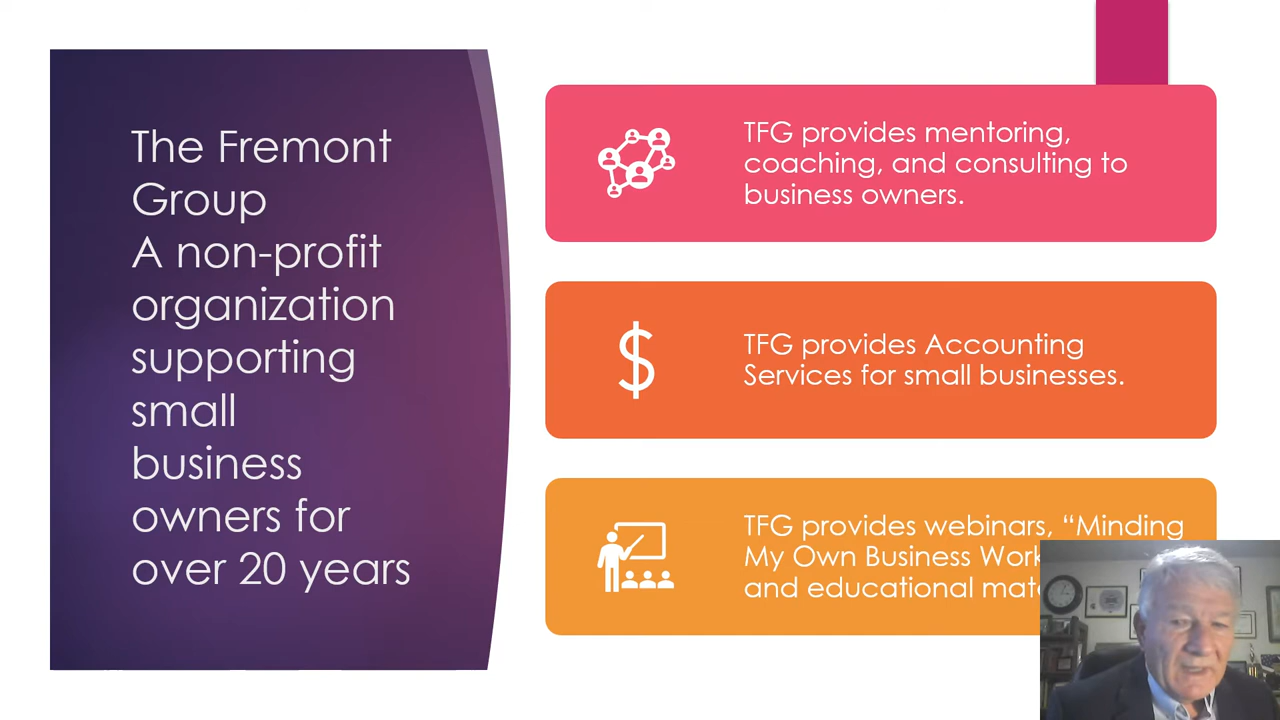 The Fremont
Group
A non-profit
organization
supporting
small
business
owners for
over 20 years
TFG provides mentoring,
coaching, and consulting to
business owners.
$
TFG provides Accounting
Services for small businesses.
TFG provides webinars, “Minding
My Own Business
and educational